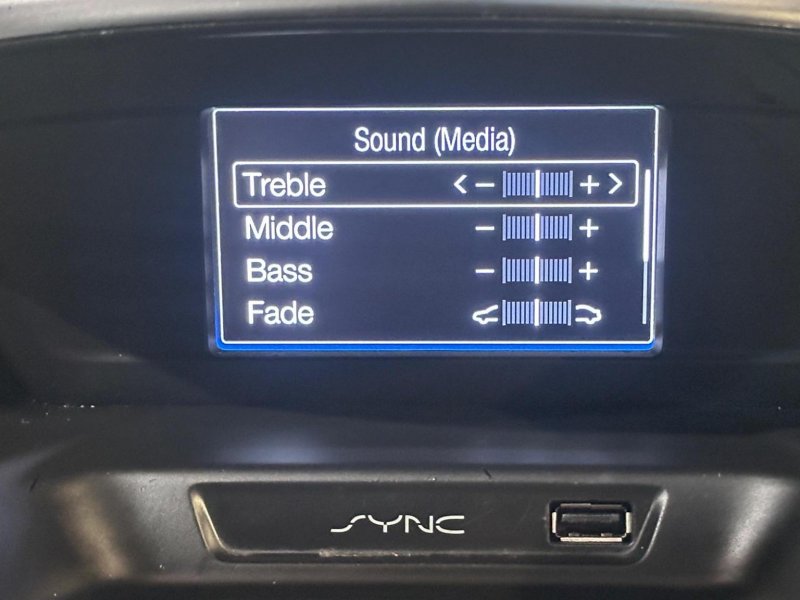 Sound (Media)
Treble < − + >
Middle − +
Bass − +
Fade
SYNC